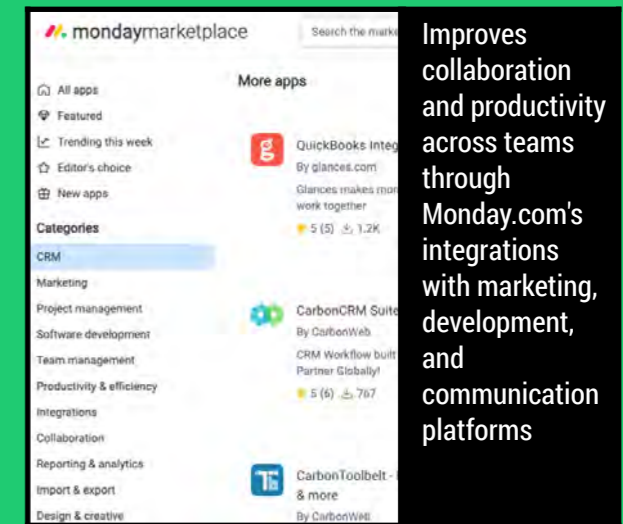 mondaymarketplace
Search the marke
All apps
Featured
Trending this week
Editor's choice
New apps
Categories
CRM
Marketing
Project management
Software development
Team management
Productivity & efficiency
Integrations
Collaboration
Reporting & analytics
Import & export
Design & creative
More apps
QuickBooks Integ
By glances.com
Glances makes mon
work together
5 (5) 1.2K
CarbonCRM Suite
By CarbonWeb
CRM Workflow built
Partner Globally!
5 (6) 767
CarbonToolbelt -
& more
By CarbonWeb
Improves
collaboration
and productivity
across teams
through
Monday.com's
integrations
with marketing,
development,
and
communication
platforms